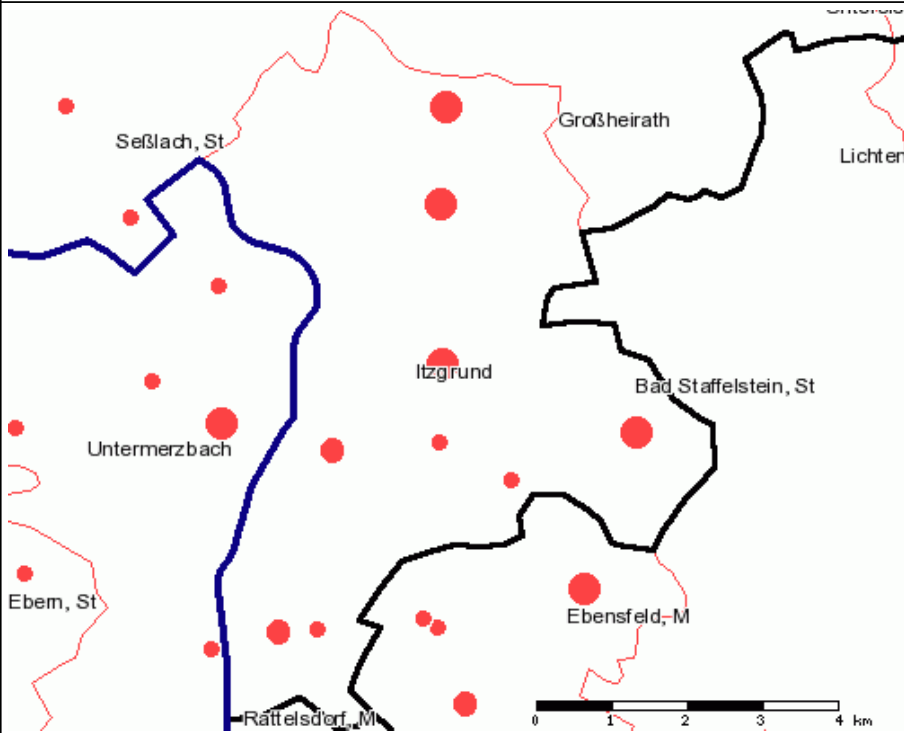 Großheirath
Seßlach, St
Lichten
Itzgrund
Bad Staffelstein, St
Untermerzbach
Ebern, St
Ebensfeld, M
Rattelsdorf, M
0 1 2 3 4 km